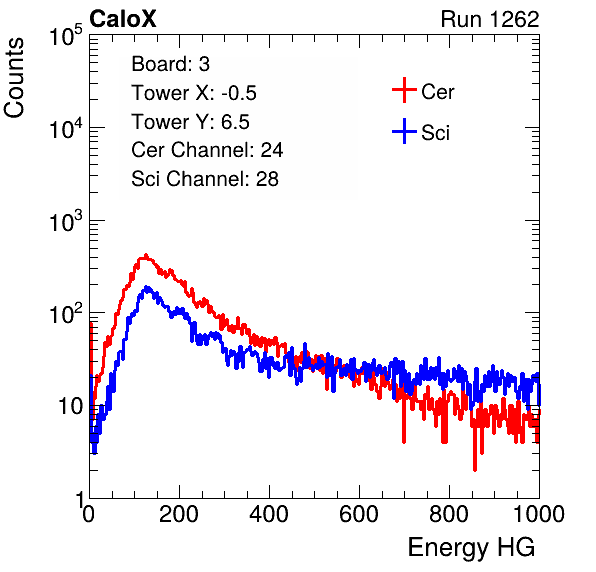 CaloX Run 1262
Counts
Board: 3
Tower X: -0.5
Tower Y: 6.5
Cer Channel: 24
Sci Channel: 28
Cer
Sci
10^5
10^4
10^3
10^2
10
1
0 200 400 600 800 1000
Energy HG